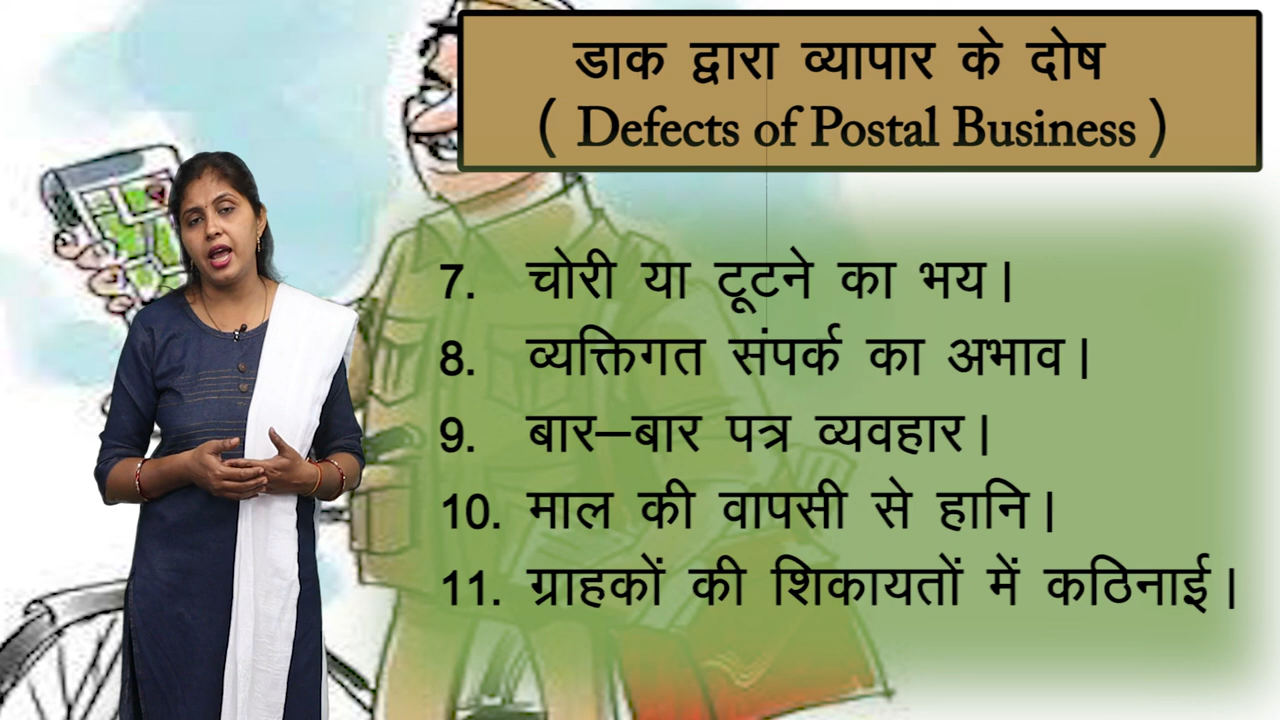 डाक द्वारा व्यापार के दोष
( Defects of Postal Business )
7. चोरी या टूटने का भय।
8. व्यक्तिगत संपर्क का अभाव।
9. बार–बार पत्र व्यवहार।
10. माल की वापसी से हानि।
11. ग्राहकों की शिकायतों में कठिनाई।